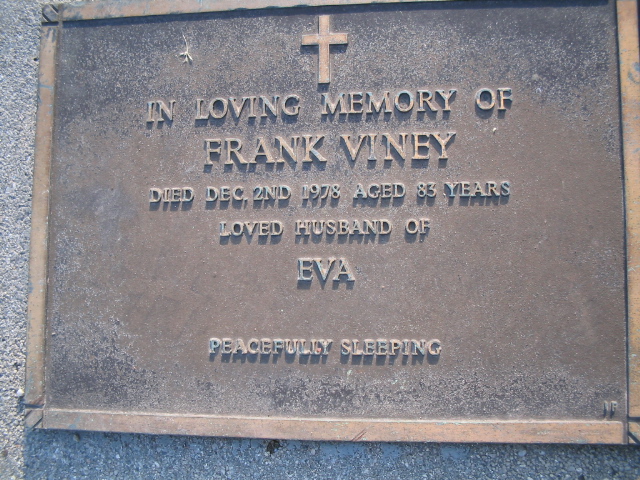 IN LOVING MEMORY OF
FRANK VINEY
DIED DEC. 2ND 1978 AGED 83 YEARS
LOVED HUSBAND OF
EVA
PEACEFULLY SLEEPING